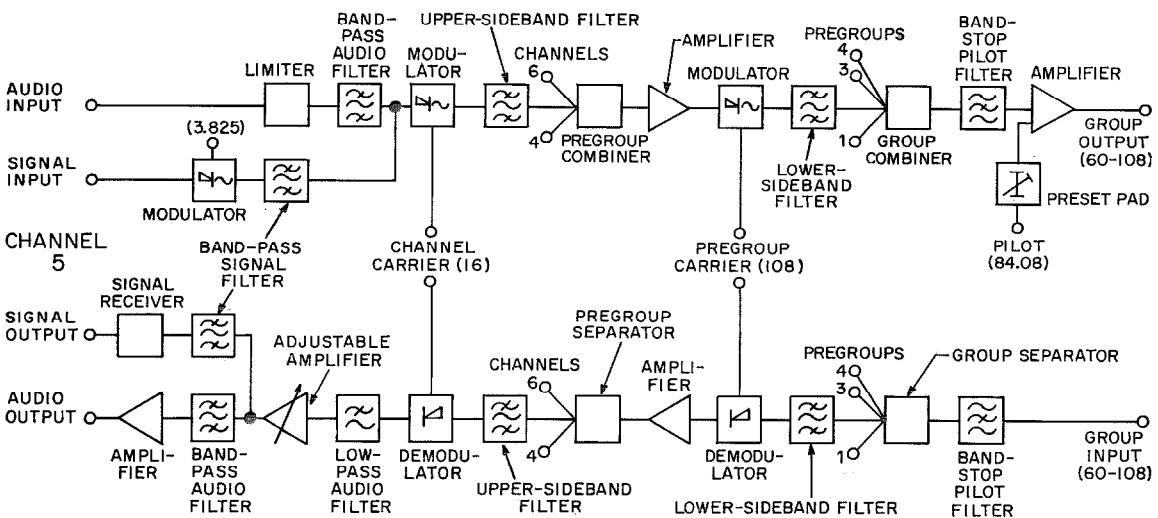 AUDIO
INPUT
LIMITER
BAND-
PASS
AUDIO
FILTER
MODU-
LATOR
UPPER-SIDEBAND FILTER
CHANNELS
6
4
PREGROUP
COMBINER
AMPLIFIER
MODULATOR
LOWER-
SIDEBAND
FILTER
PREGROUPS
4
3
1
GROUP
COMBINER
BAND-
STOP
PILOT
FILTER
AMPLIFIER
GROUP
OUTPUT
(60-108)
PRESET PAD
PILOT
(84.08)
(3.825)
SIGNAL
INPUT
MODULATOR
BAND-PASS
SIGNAL
FILTER
CHANNEL
5
CHANNEL
CARRIER (16)
PREGROUP
CARRIER (108)
SIGNAL
RECEIVER
SIGNAL
OUTPUT
ADJUSTABLE
AMPLIFIER
AUDIO
OUTPUT
AMPLI-
FIER
BAND-
PASS
AUDIO
FILTER
LOW-
PASS
AUDIO
FILTER
DEMODU-
LATOR
UPPER-SIDEBAND
FILTER
CHANNELS
6
4
PREGROUP
SEPARATOR
AMPLI-
FIER
DEMODU-
LATOR
LOWER-SIDEBAND FILTER
PREGROUPS
4
3
1
GROUP SEPARATOR
BAND-
STOP
PILOT
FILTER
GROUP
INPUT
(60-108)